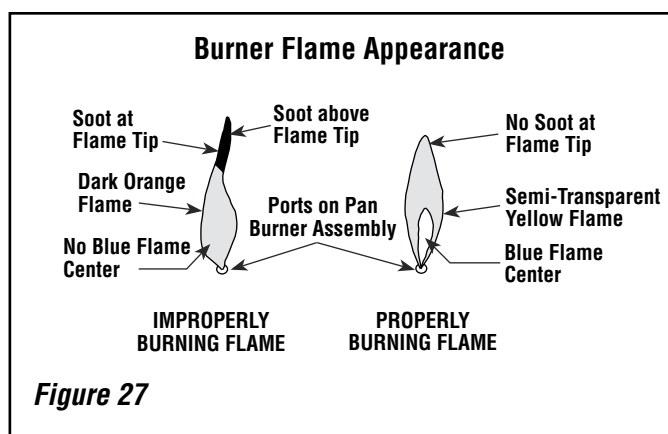 Burner Flame Appearance
Soot at
Flame Tip
Soot above
Flame Tip
No Soot at
Flame Tip
Dark Orange
Flame
Ports on Pan
Burner Assembly
Semi-Transparent
Yellow Flame
No Blue Flame
Center
Blue Flame
Center
IMPROPERLY
BURNING FLAME
PROPERLY
BURNING FLAME
Figure 27